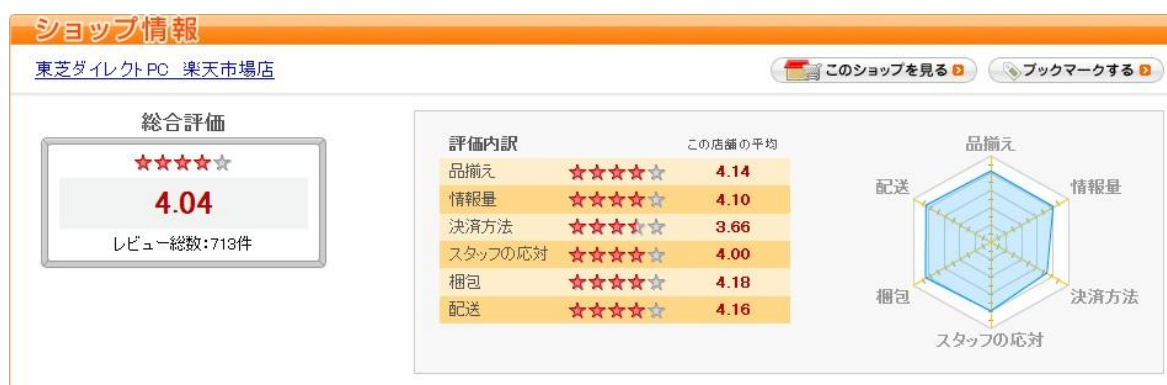 ショップ情報
東芝ダイレクトPC 楽天市場店
このショップを見る
ブックマークする
総合評価
4.04
レビュー総数:713件
評価内訳 この店舗の平均
品揃え 4.14
情報量 4.10
決済方法 3.66
スタッフの応対 4.00
梱包 4.18
配送 4.16
品揃え
情報量
決済方法
スタッフの応対
梱包
配送